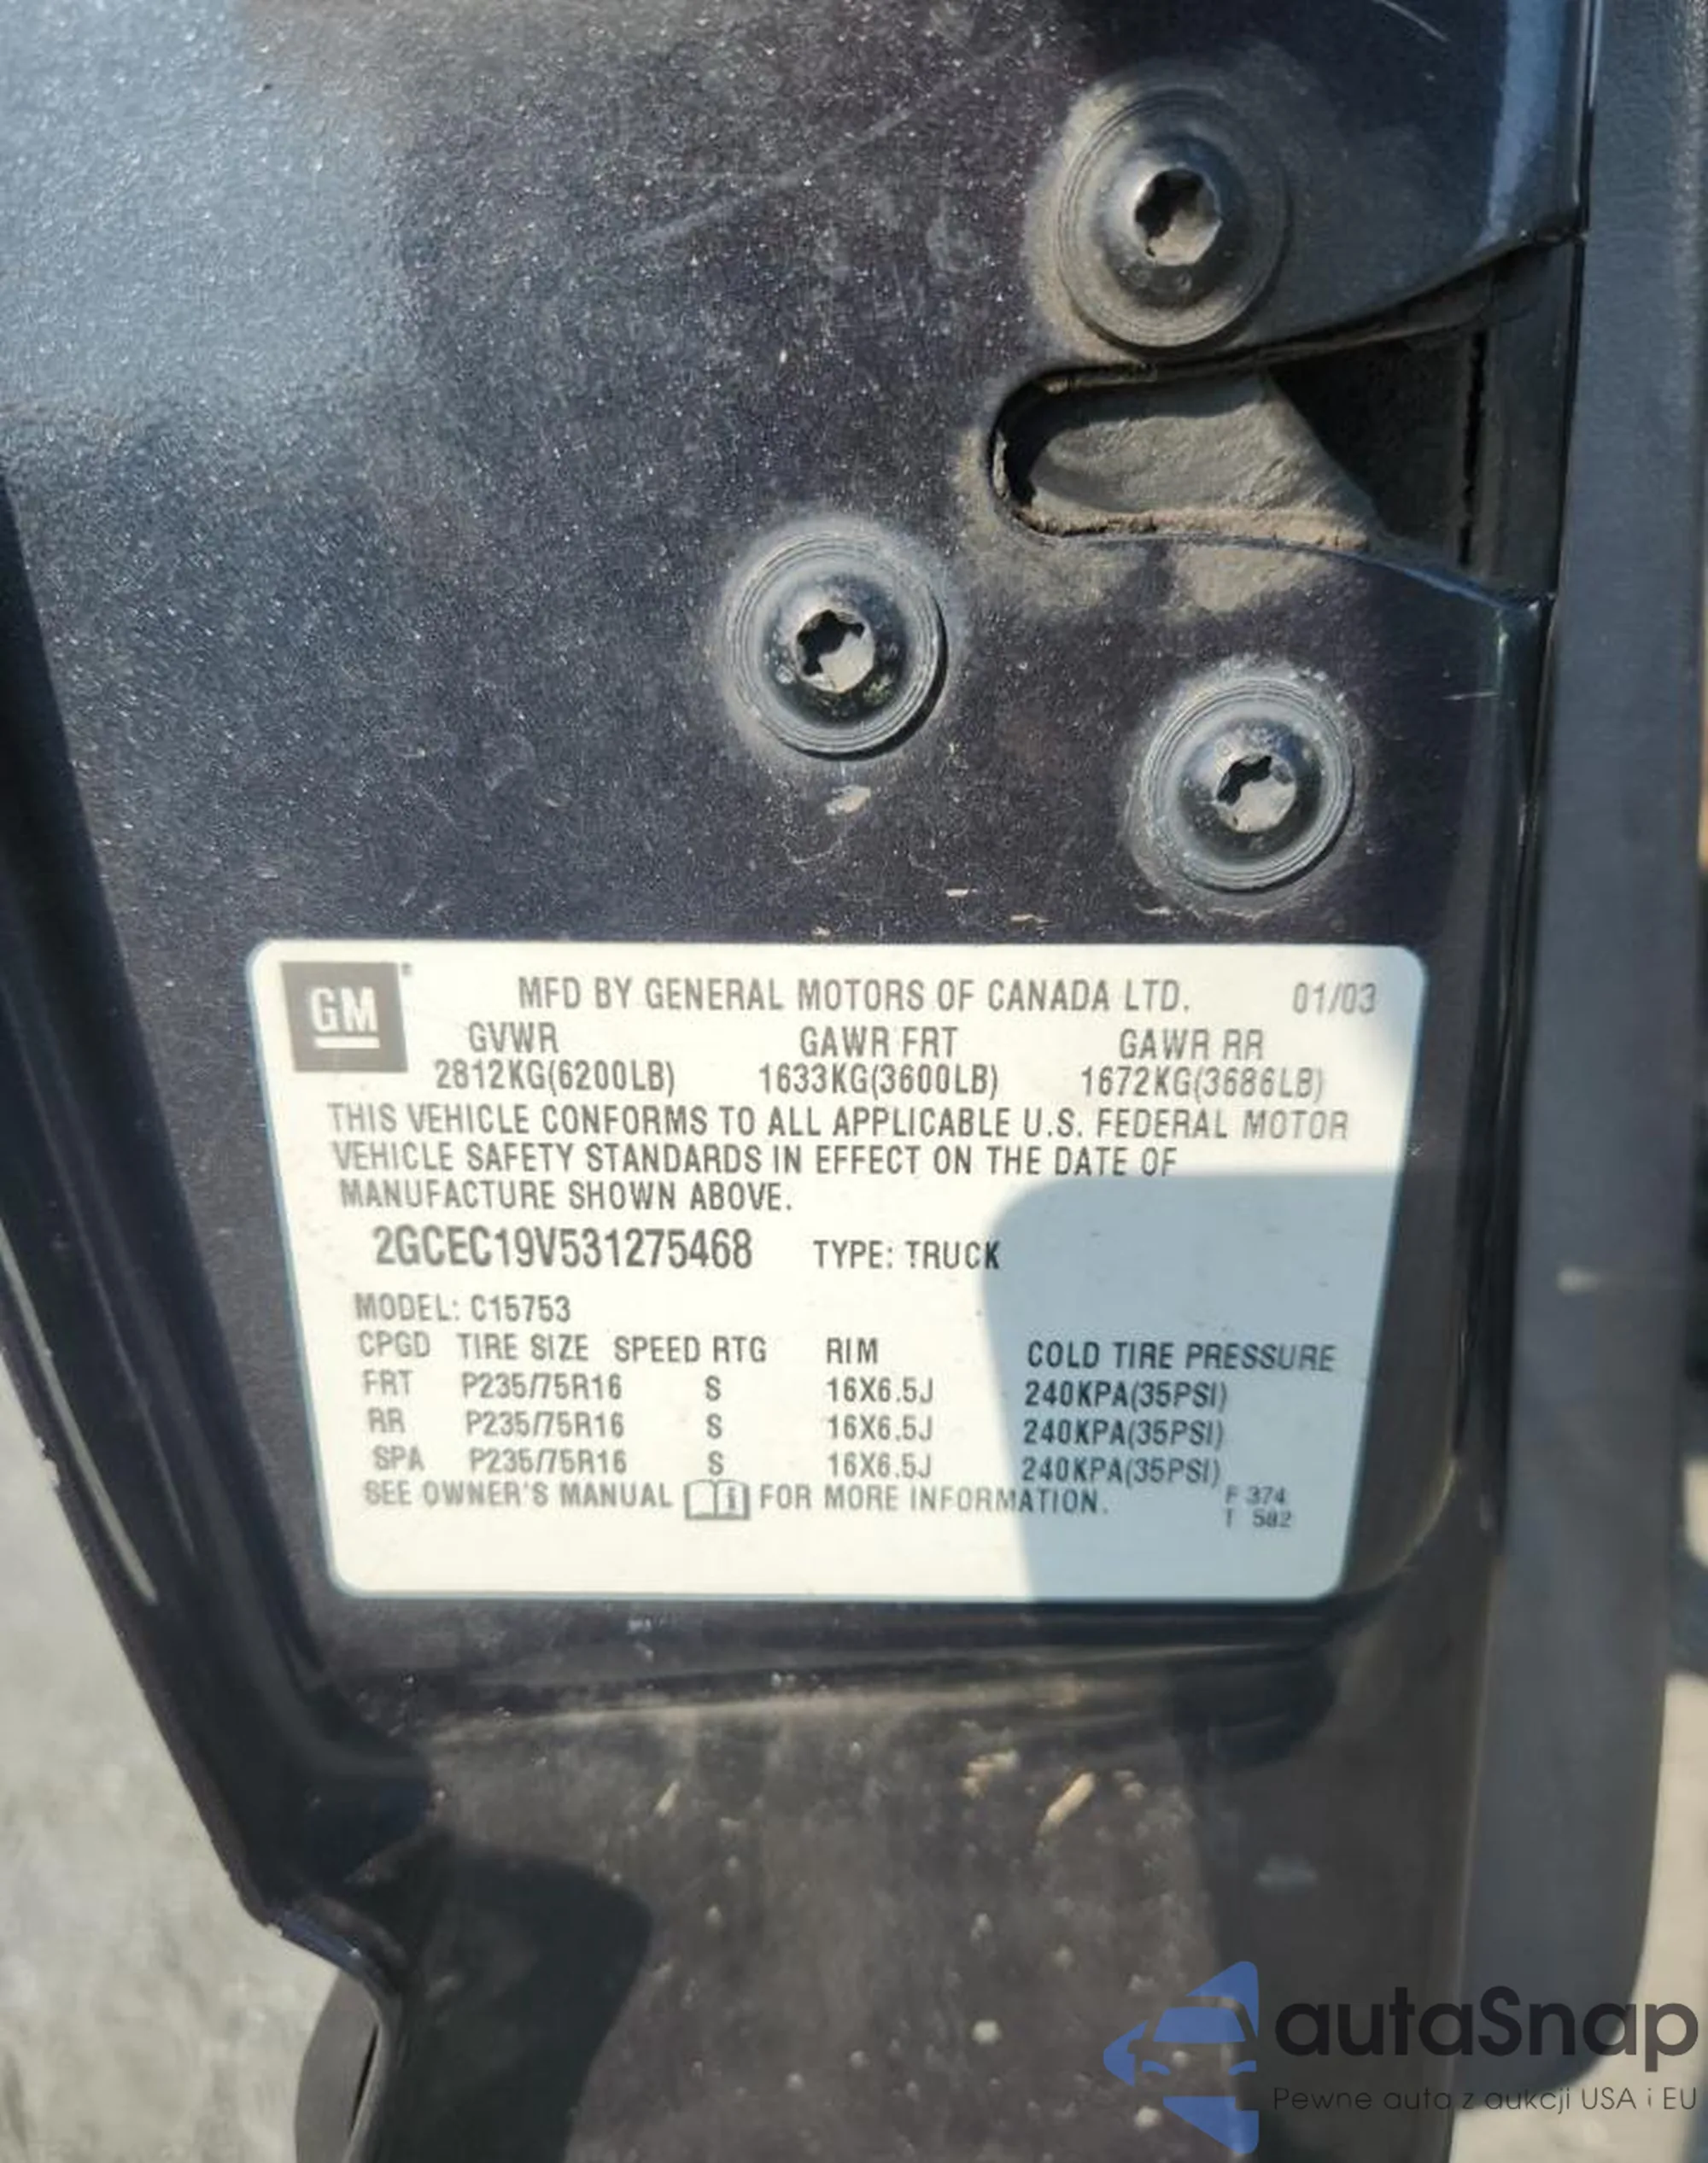 GM
MFD BY GENERAL MOTORS OF CANADA LTD. 01/03
GVWR GAWR FRT GAWR RR
2812KG(6200LB) 1633KG(3600LB) 1672KG(3686LB)
THIS VEHICLE CONFORMS TO ALL APPLICABLE U.S. FEDERAL MOTOR
VEHICLE SAFETY STANDARDS IN EFFECT ON THE DATE OF
MANUFACTURE SHOWN ABOVE.
2GCEC19V531275468 TYPE: TRUCK
MODEL: C15753
CPGD TIRE SIZE SPEED RTG RIM COLD TIRE PRESSURE
FRT P235/75R16 S 16X6.5J 240KPA(35PSI)
RR P235/75R16 S 16X6.5J 240KPA(35PSI)
SPA P235/75R16 S 16X6.5J 240KPA(35PSI)
SEE OWNER'S MANUAL FOR MORE INFORMATION.
F 374
T 582
autaSnap
Pewne auta z aukcji USA i EU